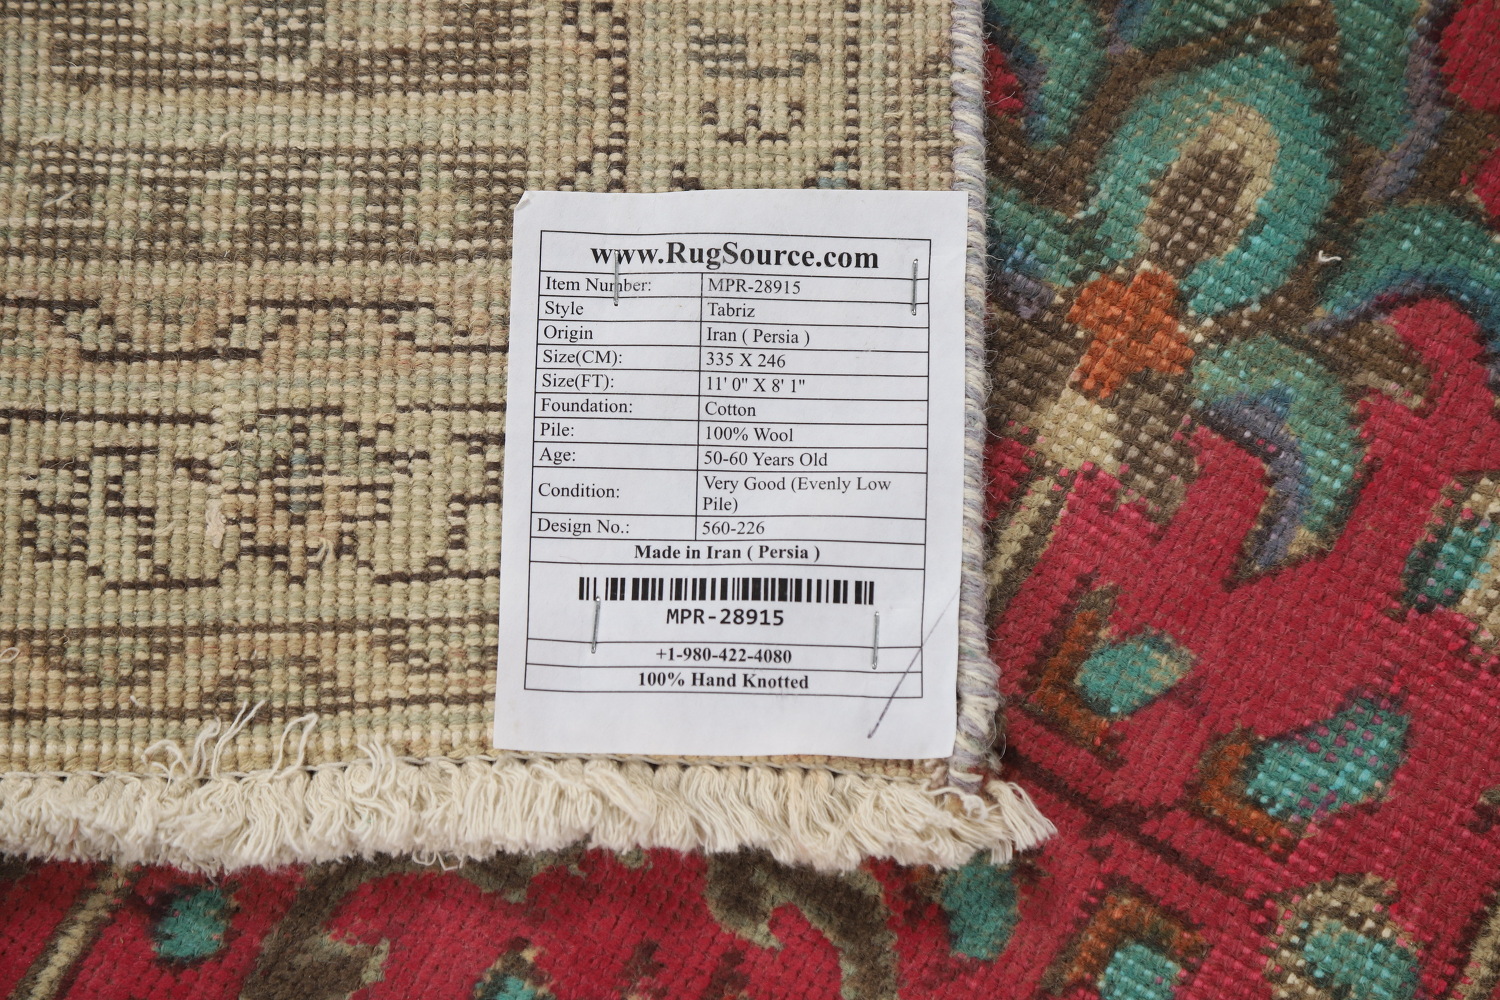 www.RugSource.com
Item Number: MPR-28915
Style Tabriz
Origin Iran ( Persia )
Size(CM): 335 X 246
Size(FT): 11' 0" X 8' 1"
Foundation: Cotton
Pile: 100% Wool
Age: 50-60 Years Old
Condition: Very Good (Evenly Low
Pile)
Design No.: 560-226
Made in Iran ( Persia )
MPR-28915
+1-980-422-4080
100% Hand Knotted